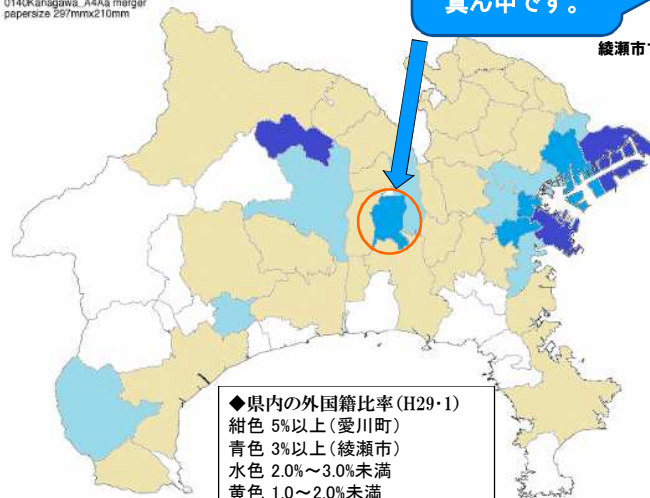 0140Kanagawa_A4Aa merger
papersize 297mmx210mm
真ん中です。
綾瀬市
◆県内の外国籍比率(H29・1)
紺色 5%以上(愛川町)
青色 3%以上(綾瀬市)
水色 2.0%～3.0%未満
黄色 1.0～2.0%未満